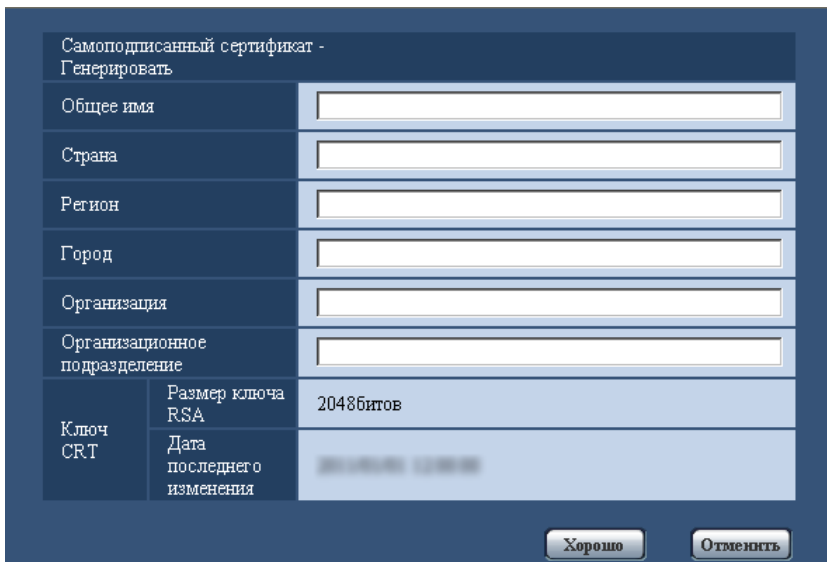 Самоподписанный сертификат -
Генерировать
Общее имя
Страна
Регион
Город
Организация
Организационное
подразделение
Ключ
CRT
Размер ключа
RSA
2048битов
Дата
последнего
изменения
Хорошо
Отменить